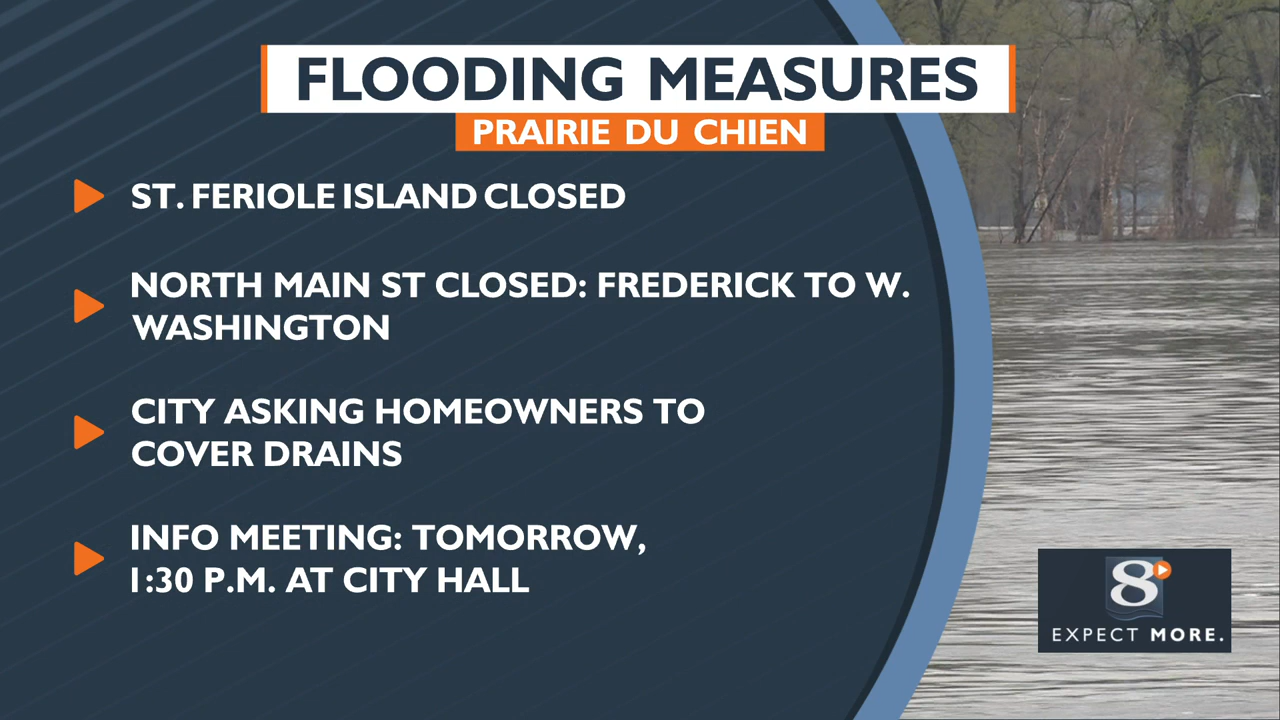 FLOODING MEASURES
PRAIRIE DU CHIEN
ST. FERIOLE ISLAND CLOSED
NORTH MAIN ST CLOSED: FREDERICK TO W.
WASHINGTON
CITY ASKING HOMEOWNERS TO
COVER DRAINS
INFO MEETING: TOMORROW,
1:30 P.M. AT CITY HALL
8
EXPECT MORE.